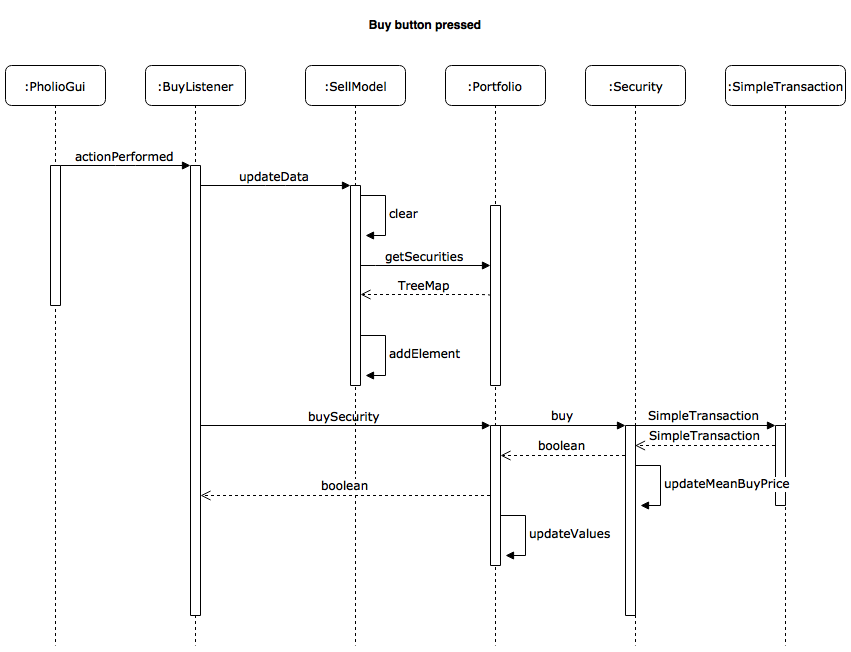 Buy button pressed
:PholioGui
:BuyListener
:SellModel
:Portfolio
:Security
:SimpleTransaction
actionPerformed
updateData
clear
getSecurities
TreeMap
addElement
buySecurity
buy
SimpleTransaction
SimpleTransaction
boolean
updateMeanBuyPrice
boolean
updateValues